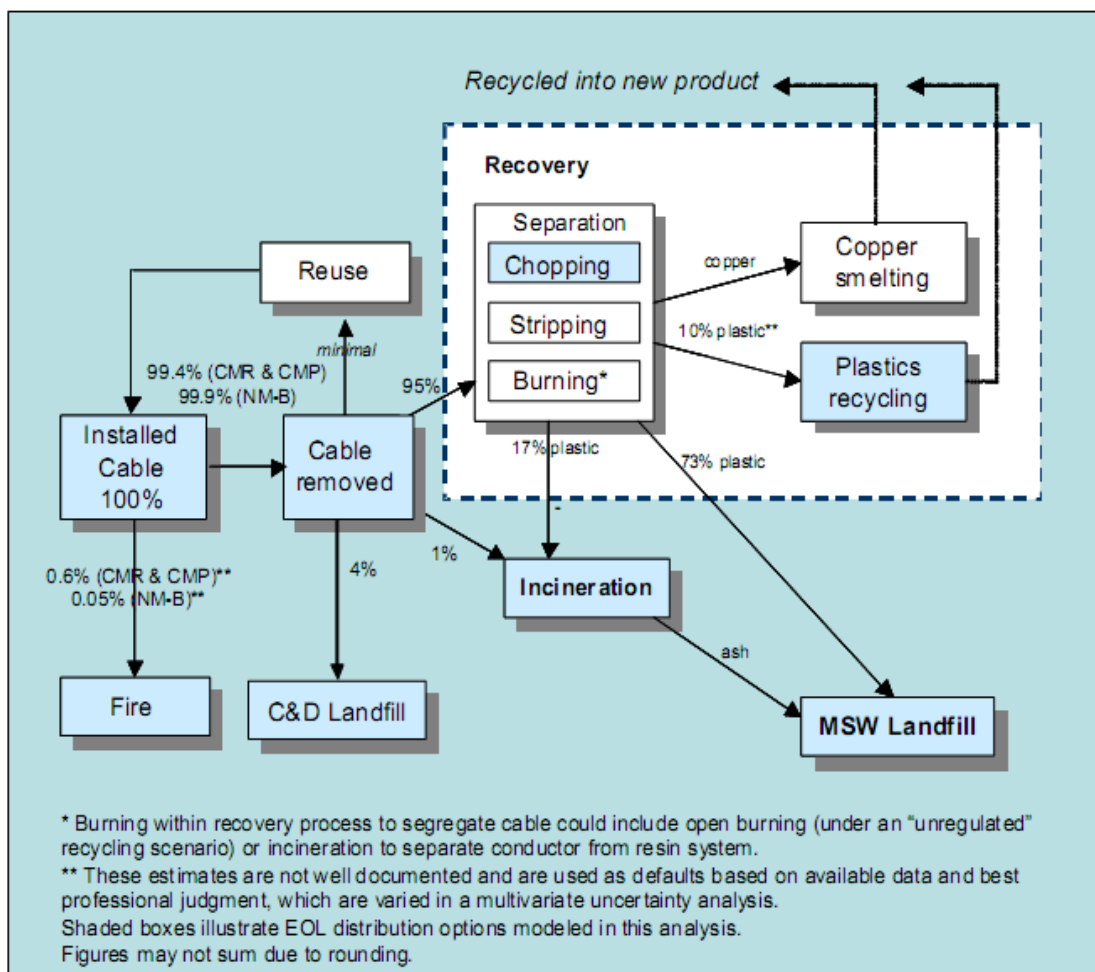 Recycled into new product
Recovery
Separation
Chopping
Stripping
Burning*
copper
Copper
smelting
10% plastic**
Plastics
recycling
Reuse
minimal
99.4% (CMR & CMP)
99.9% (NM-B)
95%
Installed
Cable
100%
Cable
removed
17% plastic
73% plastic
-
1%
4%
0.6% (CMR & CMP)**
0.05% (NM-B)**
Incineration
ash
Fire
C&D Landfill
MSW Landfill
* Burning within recovery process to segregate cable could include open burning (under an “unregulated”
recycling scenario) or incineration to separate conductor from resin system.
** These estimates are not well documented and are used as defaults based on available data and best
professional judgment, which are varied in a multivariate uncertainty analysis.
Shaded boxes illustrate EOL distribution options modeled in this analysis.
Figures may not sum due to rounding.